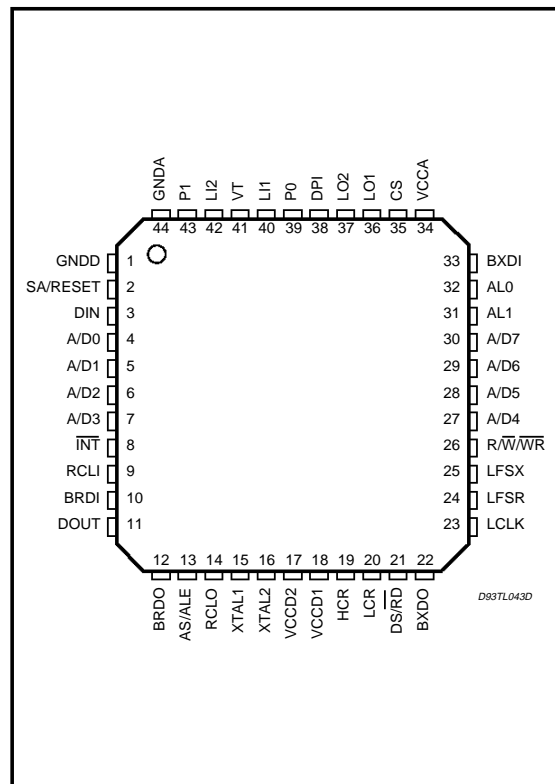 GNDA P1 LI2 VT LI1 P0 DPI LO2 LO1 CS VCCA
44 43 42 41 40 39 38 37 36 35 34
GNDD 1 33 BXDI
SA/RESET 2 32 AL0
DIN 3 31 AL1
A/D0 4 30 A/D7
A/D1 5 29 A/D6
A/D2 6 28 A/D5
A/D3 7 27 A/D4
I̅N̅T̅ 8 26 R/W̅/W̅R̅
RCLI 9 25 LFSX
BRDI 10 24 LFSR
DOUT 11 23 LCLK
12 13 14 15 16 17 18 19 20 21 22
BRDO AS/ALE RCLO XTAL1 XTAL2 VCCD2 VCCD1 HCR LCR D̅S̅/R̅D̅ BXDO
D93TL043D